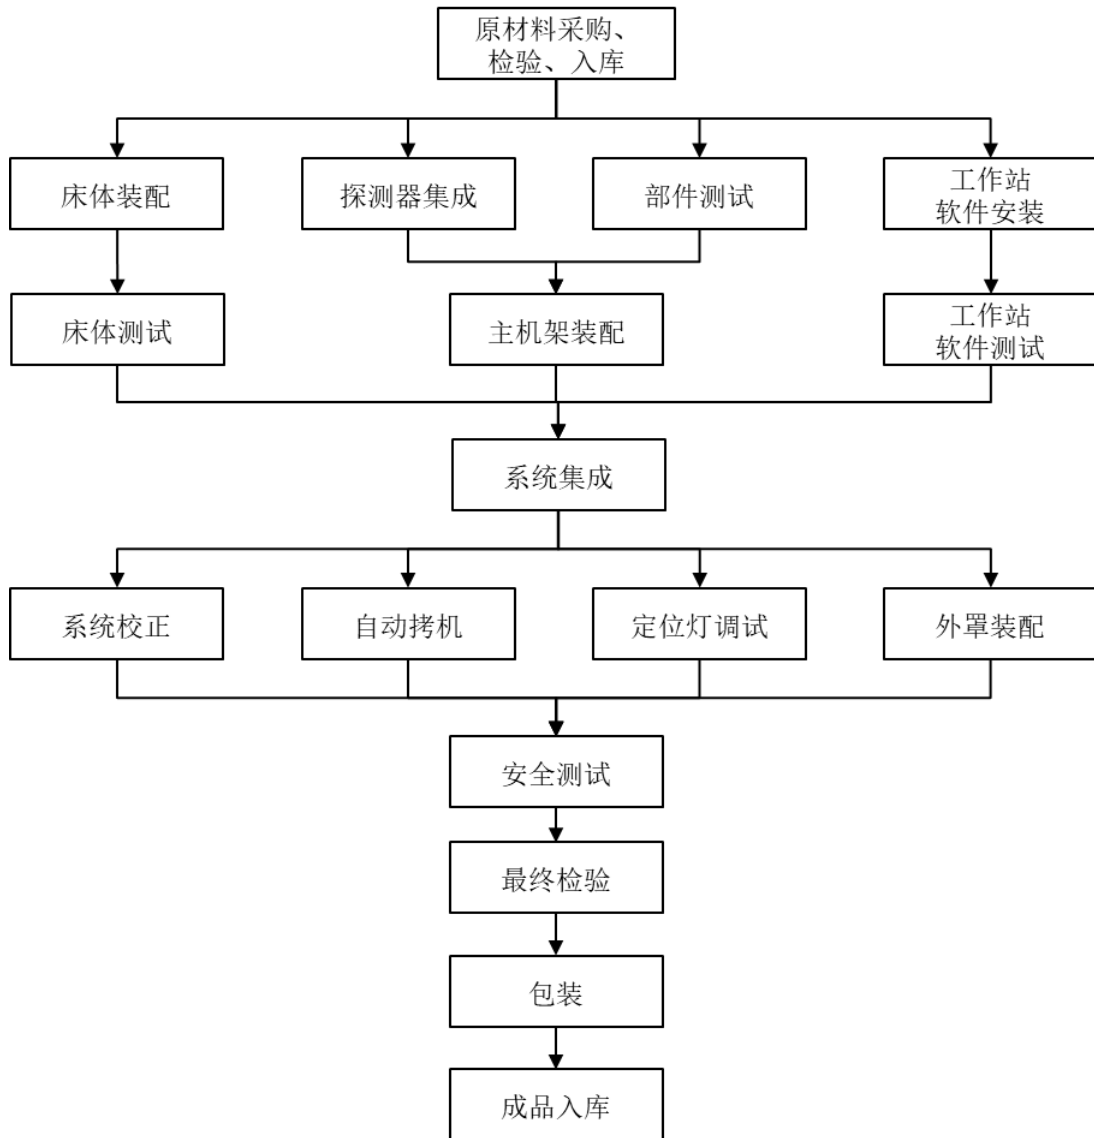 原材料采购、
检验、入库
床体装配
探测器集成
部件测试
工作站
软件安装
床体测试
主机架装配
工作站
软件测试
系统集成
系统校正
自动拷机
定位灯调试
外罩装配
安全测试
最终检验
包装
成品入库